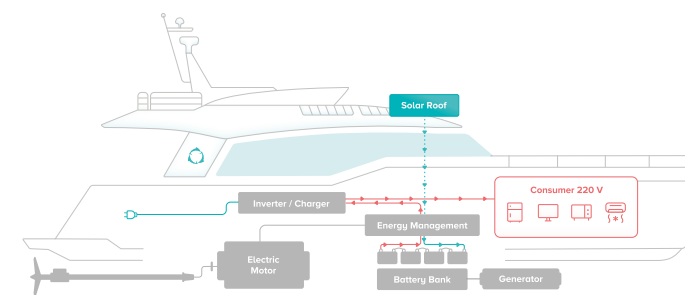 Solar Roof
Consumer 220 V
Inverter / Charger
Energy Management
Electric
Motor
Battery Bank
Generator